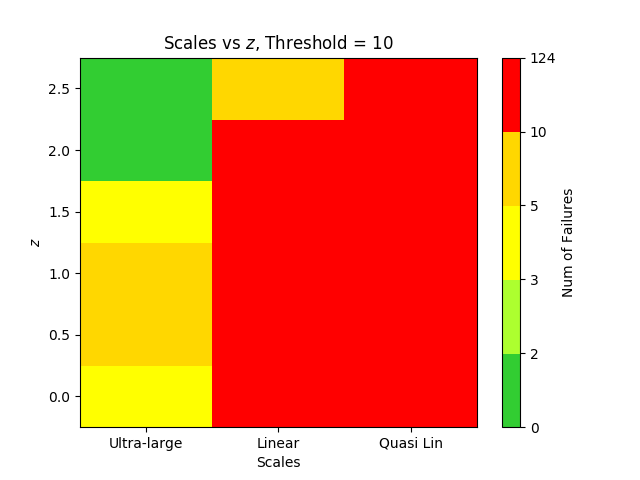 Scales vs z, Threshold = 10
z
2.5
2.0
1.5
1.0
0.5
0.0
Ultra-large
Linear
Quasi Lin
Scales
124
10
5
3
2
0
Num of Failures